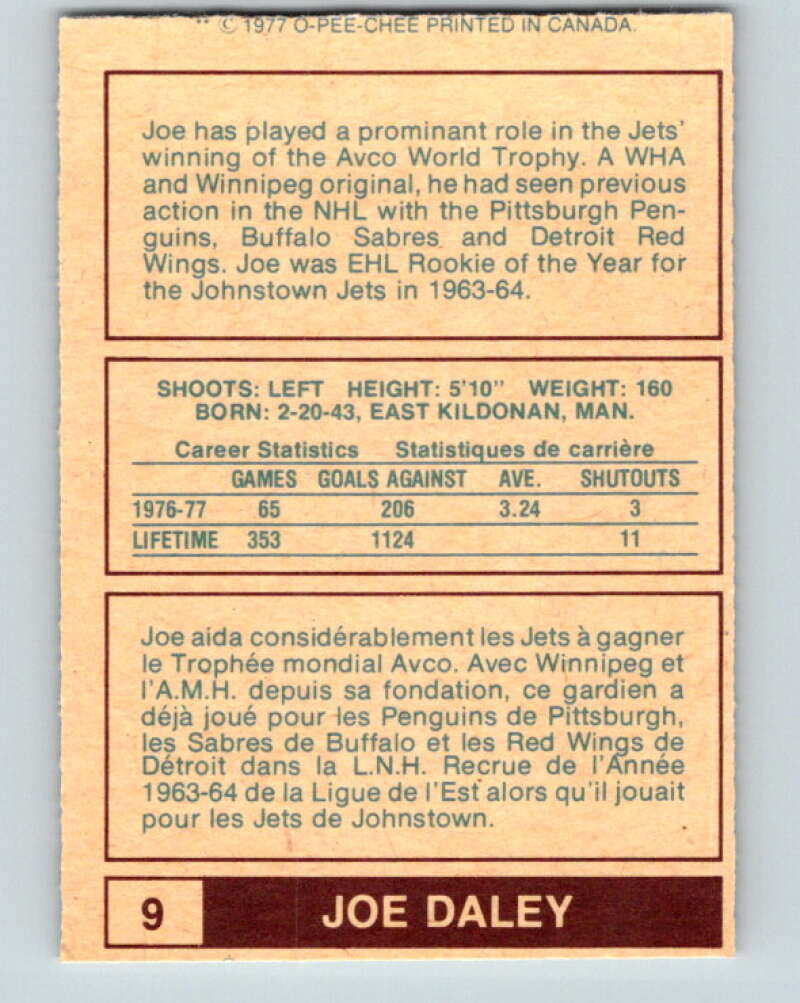 ** © 1977 O-PEE-CHEE PRINTED IN CANADA.
Joe has played a prominant role in the Jets'
winning of the Avco World Trophy. A WHA
and Winnipeg original, he had seen previous
action in the NHL with the Pittsburgh Pen-
guins, Buffalo Sabres and Detroit Red
Wings. Joe was EHL Rookie of the Year for
the Johnstown Jets in 1963-64.
SHOOTS: LEFT HEIGHT: 5'10" WEIGHT: 160
BORN: 2-20-43, EAST KILDONAN, MAN.
Career Statistics Statistiques de carrière
GAMES GOALS AGAINST AVE. SHUTOUTS
1976-77 65 206 3.24 3
LIFETIME 353 1124 11
Joe aida considérablement les Jets à gagner
le Trophée mondial Avco. Avec Winnipeg et
l'A.M.H. depuis sa fondation, ce gardien a
déjà joué pour les Penguins de Pittsburgh,
les Sabres de Buffalo et les Red Wings de
Détroit dans la L.N.H. Recrue de l'Année
1963-64 de la Ligue de l'Est alors qu'il jouait
pour les Jets de Johnstown.
9 JOE DALEY